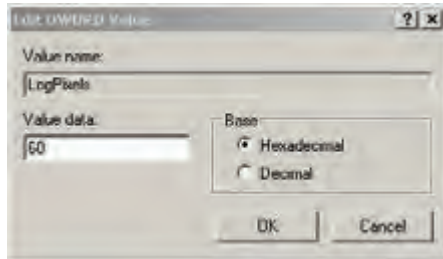 Edit DWORD Value
? x
Value name:
LogPixels
Value data:
60
Base
Hexadecimal
Decimal
OK Cancel